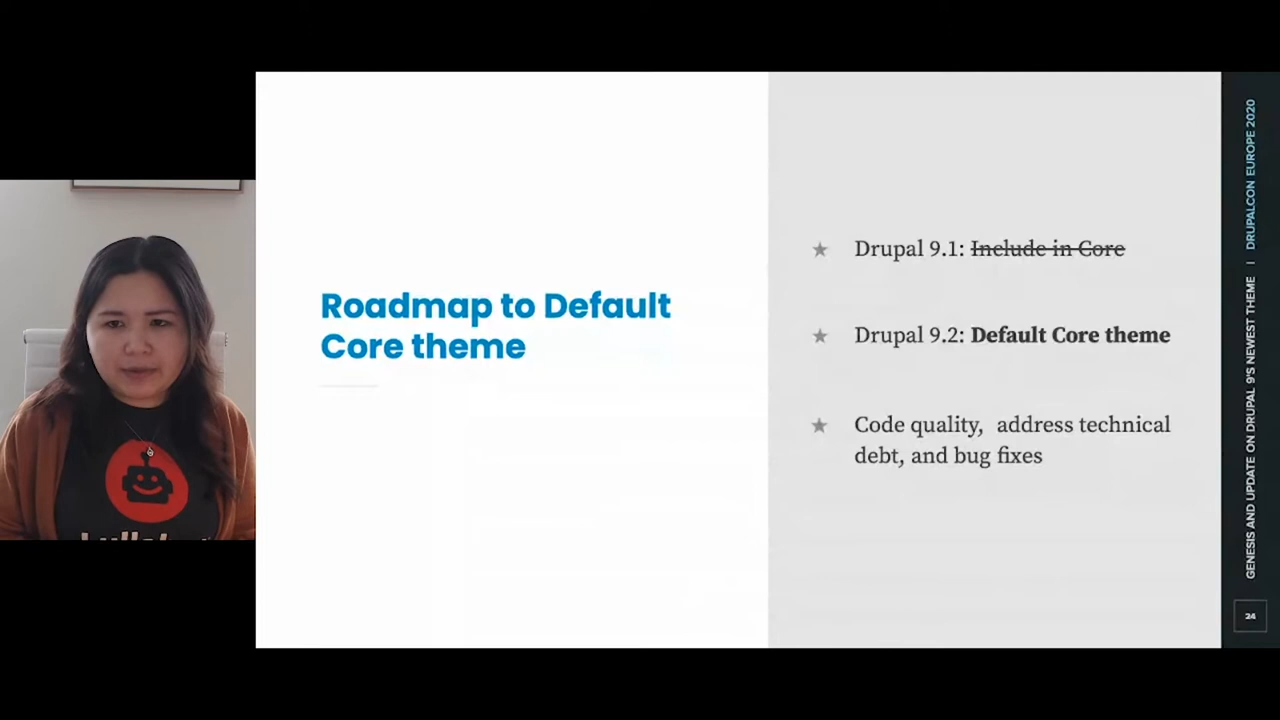 Roadmap to Default
Core theme
★ Drupal 9.1: Include in Core
★ Drupal 9.2: Default Core theme
★ Code quality, address technical
debt, and bug fixes
GENESIS AND UPDATE ON DRUPAL 9'S NEWEST THEME | DRUPALCON EUROPE 2020
24